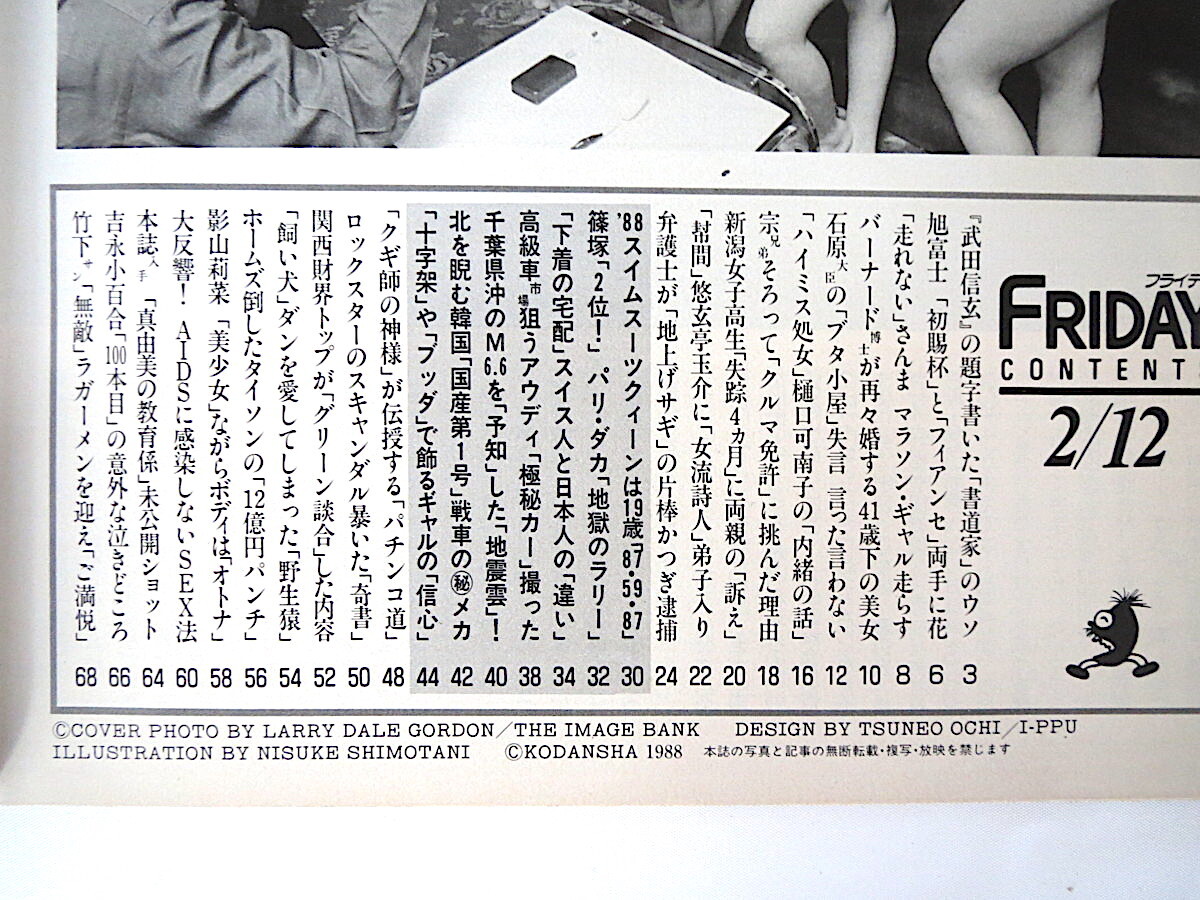 フライデ
FRIDAY
CONTENTS
2/12
『武田信玄』の題字書いた「書道家」のウソ 3
旭富士「初賜杯」と「フィアンセ」両手に花 6
「走れない」さんま マラソン・ギャル走らす 8
バーナード博士が再々婚する41歳下の美女 10
石原大臣の「ブタ小屋」失言 言った言わない 12
「ハイミス処女」樋口可南子の「内緒の話」 16
宗兄弟そろって「クルマ免許」に挑んだ理由 18
新潟女子高生「失踪4ヵ月」に両親の「訴え」 20
「幇間」悠玄亭玉介に「女流詩人」弟子入り 22
弁護士が「地上げサギ」の片棒かつぎ逮捕 24
'88スイムスーツクィーンは19歳「87・59・87」 30
篠塚「2位!」パリ・ダカ「地獄のラリー」 32
「下着の宅配」スイス人と日本人の「違い」 34
高級車市場狙うアウディ「極秘カー」撮った 38
千葉県沖のM6.6を「予知」した「地震雲」! 40
北を睨む韓国「国産第1号」戦車の㊙メカ 42
「十字架」や「ブッダ」で飾るギャルの「信心」 44
「クギ師の神様」が伝授する「パチンコ道」 48
ロックスターのスキャンダル暴いた「奇書」 50
関西財界トップが「グリーン談合」した内容 52
「飼い犬」ダンを愛してしまった「野生猿」 54
ホームズ倒したタイソンの「12億円パンチ」 56
影山莉菜「美少女」ながらボディは「オトナ」 58
大反響! AIDSに感染しないSEX法 60
本誌入手「真由美の教育係」未公開ショット 64
吉永小百合「100本目」の意外な泣きどころ 66
竹下サン「無敵」ラガーメンを迎え「ご満悦」 68
©COVER PHOTO BY LARRY DALE GORDON/THE IMAGE BANK DESIGN BY TSUNEO OCHI/I-PPU
ILLUSTRATION BY NISUKE SHIMOTANI ©KODANSHA 1988 本誌の写真と記事の無断転載・複写・放映を禁じます